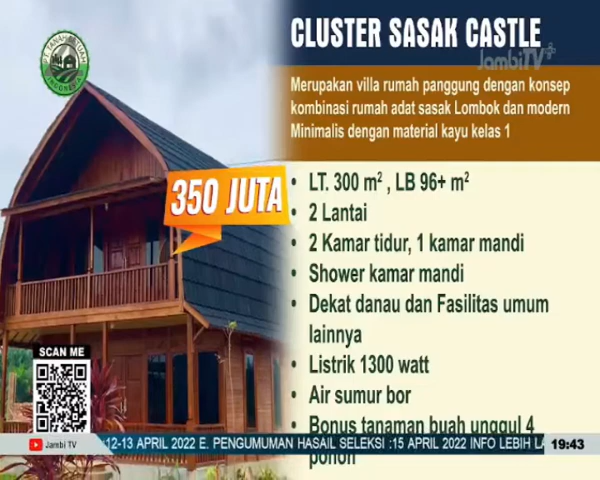 CLUSTER SASAK CASTLE
JambiTV
Merupakan villa rumah panggung dengan konsep
kombinasi rumah adat sasak Lombok dan modern
Minimalis dengan material kayu kelas 1
350 JUTA
• LT. 300 m² , LB 96+ m²
• 2 Lantai
• 2 Kamar tidur, 1 kamar mandi
• Shower kamar mandi
• Dekat danau dan Fasilitas umum
lainnya
• Listrik 1300 watt
• Air sumur bor
• Bonus tanaman buah unggul 4
pohon
SCAN ME
Jambi TV
12-13 APRIL 2022 E. PENGUMUMAN HASAIL SELEKSI :15 APRIL 2022 INFO LEBIH LA
19:43